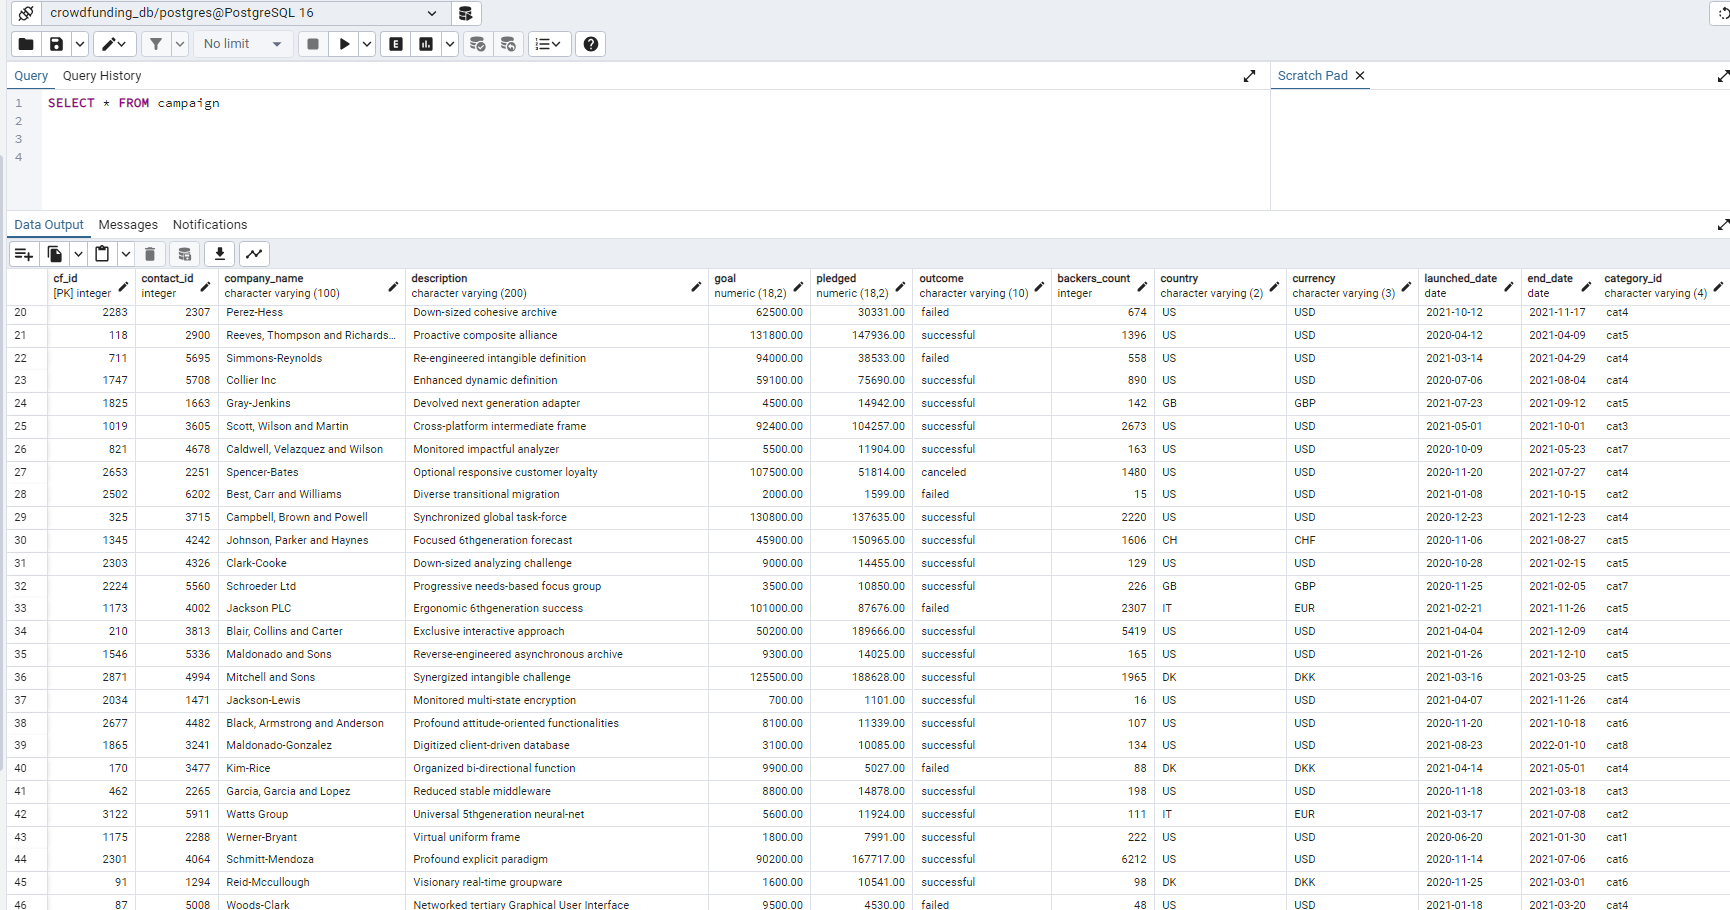 crowdfunding_db/postgres@PostgreSQL 16
No limit
E
Query Query History
Scratch Pad
1 SELECT * FROM campaign
2
3
4
Data Output Messages Notifications
cf_id contact_id company_name description goal pledged outcome backers_count country currency launched_date end_date category_id
[PK] integer integer character varying (100) character varying (200) numeric (18,2) numeric (18,2) character varying (10) integer character varying (2) character varying (3) date date character varying (4)
20 2283 2307 Perez-Hess Down-sized cohesive archive 62500.00 30331.00 failed 674 US USD 2021-10-12 2021-11-17 cat4
21 118 2900 Reeves, Thompson and Richards... Proactive composite alliance 131800.00 147936.00 successful 1396 US USD 2020-04-12 2021-04-09 cat5
22 711 5695 Simmons-Reynolds Re-engineered intangible definition 94000.00 38533.00 failed 558 US USD 2021-03-14 2021-04-29 cat4
23 1747 5708 Collier Inc Enhanced dynamic definition 59100.00 75690.00 successful 890 US USD 2020-07-06 2021-08-04 cat4
24 1825 1663 Gray-Jenkins Devolved next generation adapter 4500.00 14942.00 successful 142 GB GBP 2021-07-23 2021-09-12 cat5
25 1019 3605 Scott, Wilson and Martin Cross-platform intermediate frame 92400.00 104257.00 successful 2673 US USD 2021-05-01 2021-10-01 cat3
26 821 4678 Caldwell, Velazquez and Wilson Monitored impactful analyzer 5500.00 11904.00 successful 163 US USD 2020-10-09 2021-05-23 cat7
27 2653 2251 Spencer-Bates Optional responsive customer loyalty 107500.00 51814.00 canceled 1480 US USD 2020-11-20 2021-07-27 cat4
28 2502 6202 Best, Carr and Williams Diverse transitional migration 2000.00 1599.00 failed 15 US USD 2021-01-08 2021-10-15 cat2
29 325 3715 Campbell, Brown and Powell Synchronized global task-force 130800.00 137635.00 successful 2220 US USD 2020-12-23 2021-12-23 cat4
30 1345 4242 Johnson, Parker and Haynes Focused 6thgeneration forecast 45900.00 150965.00 successful 1606 CH CHF 2020-11-06 2021-08-27 cat5
31 2303 4326 Clark-Cooke Down-sized analyzing challenge 9000.00 14455.00 successful 129 US USD 2020-10-28 2021-02-15 cat5
32 2224 5560 Schroeder Ltd Progressive needs-based focus group 3500.00 10850.00 successful 226 GB GBP 2020-11-25 2021-02-05 cat7
33 1173 4002 Jackson PLC Ergonomic 6thgeneration success 101000.00 87676.00 failed 2307 IT EUR 2021-02-21 2021-11-26 cat5
34 210 3813 Blair, Collins and Carter Exclusive interactive approach 50200.00 189666.00 successful 5419 US USD 2021-04-04 2021-12-09 cat4
35 1546 5336 Maldonado and Sons Reverse-engineered asynchronous archive 9300.00 14025.00 successful 165 US USD 2021-01-26 2021-12-10 cat5
36 2871 4994 Mitchell and Sons Synergized intangible challenge 125500.00 188628.00 successful 1965 DK DKK 2021-03-16 2021-03-25 cat5
37 2034 1471 Jackson-Lewis Monitored multi-state encryption 700.00 1101.00 successful 16 US USD 2021-04-07 2021-11-26 cat4
38 2677 4482 Black, Armstrong and Anderson Profound attitude-oriented functionalities 8100.00 11339.00 successful 107 US USD 2020-11-20 2021-10-18 cat6
39 1865 3241 Maldonado-Gonzalez Digitized client-driven database 3100.00 10085.00 successful 134 US USD 2021-08-23 2022-01-10 cat8
40 170 3477 Kim-Rice Organized bi-directional function 9900.00 5027.00 failed 88 DK DKK 2021-04-14 2021-05-01 cat4
41 462 2265 Garcia, Garcia and Lopez Reduced stable middleware 8800.00 14878.00 successful 198 US USD 2020-11-18 2021-03-18 cat3
42 3122 5911 Watts Group Universal 5thgeneration neural-net 5600.00 11924.00 successful 111 IT EUR 2021-03-17 2021-07-08 cat2
43 1175 2288 Werner-Bryant Virtual uniform frame 1800.00 7991.00 successful 222 US USD 2020-06-20 2021-01-30 cat1
44 2301 4064 Schmitt-Mendoza Profound explicit paradigm 90200.00 167717.00 successful 6212 US USD 2020-11-14 2021-07-06 cat6
45 91 1294 Reid-Mccullough Visionary real-time groupware 1600.00 10541.00 successful 98 DK DKK 2020-11-25 2021-03-01 cat6
46 87 5008 Woods-Clark Networked tertiary Graphical User Interface 9500.00 4530.00 failed 48 US USD 2021-01-18 2021-03-20 cat4